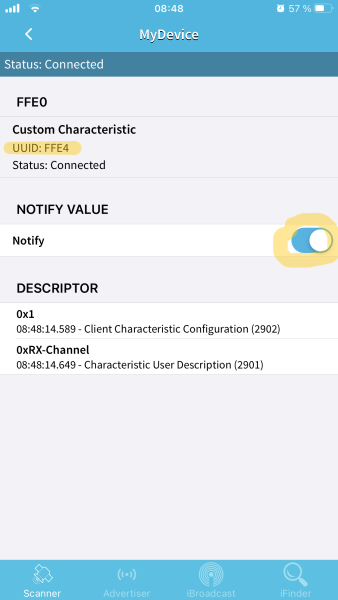 08:48
57 %
MyDevice
Status: Connected
FFE0
Custom Characteristic
UUID: FFE4
Status: Connected
NOTIFY VALUE
Notify
DESCRIPTOR
0x1
08:48:14.589 - Client Characteristic Configuration (2902)
0xRX-Channel
08:48:14.649 - Characteristic User Description (2901)
Scanner
Advertiser
iBroadcast
iFinder